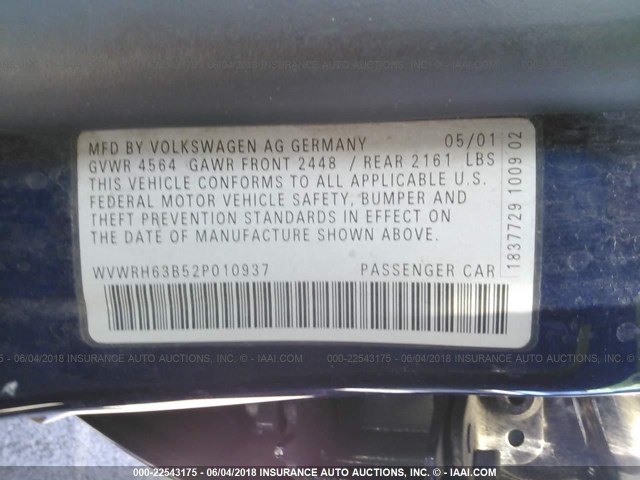 MFD BY VOLKSWAGEN AG GERMANY 05/01
GVWR 4564 GAWR FRONT 2448 / REAR 2161 LBS
THIS VEHICLE CONFORMS TO ALL APPLICABLE U.S.
FEDERAL MOTOR VEHICLE SAFETY, BUMPER AND
THEFT PREVENTION STANDARDS IN EFFECT ON
THE DATE OF MANUFACTURE SHOWN ABOVE.
WVWRH63B52P010937 PASSENGER CAR
1837729 1009 02
000-22543175 - 06/04/2018 INSURANCE AUTO AUCTIONS, INC. © - IAAI.COM